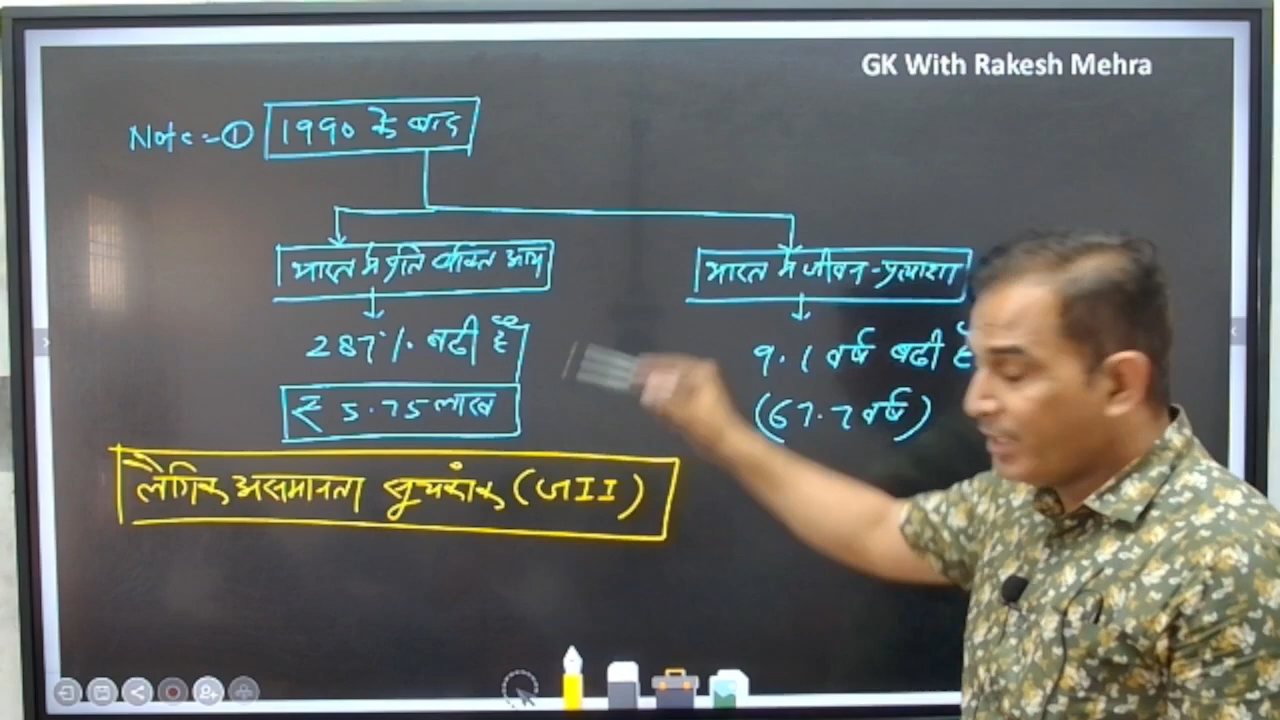 GK With Rakesh Mehra
Note:-① 1990 के बाद
भारत में प्रति व्यक्ति आय
भारत में जीवन-प्रत्याशा
287% बढी है
9.1 वर्ष बढी है
₹ 5.75 लाख
(67.7 वर्ष)
लैंगिक असमानता सूचकांक (GII)